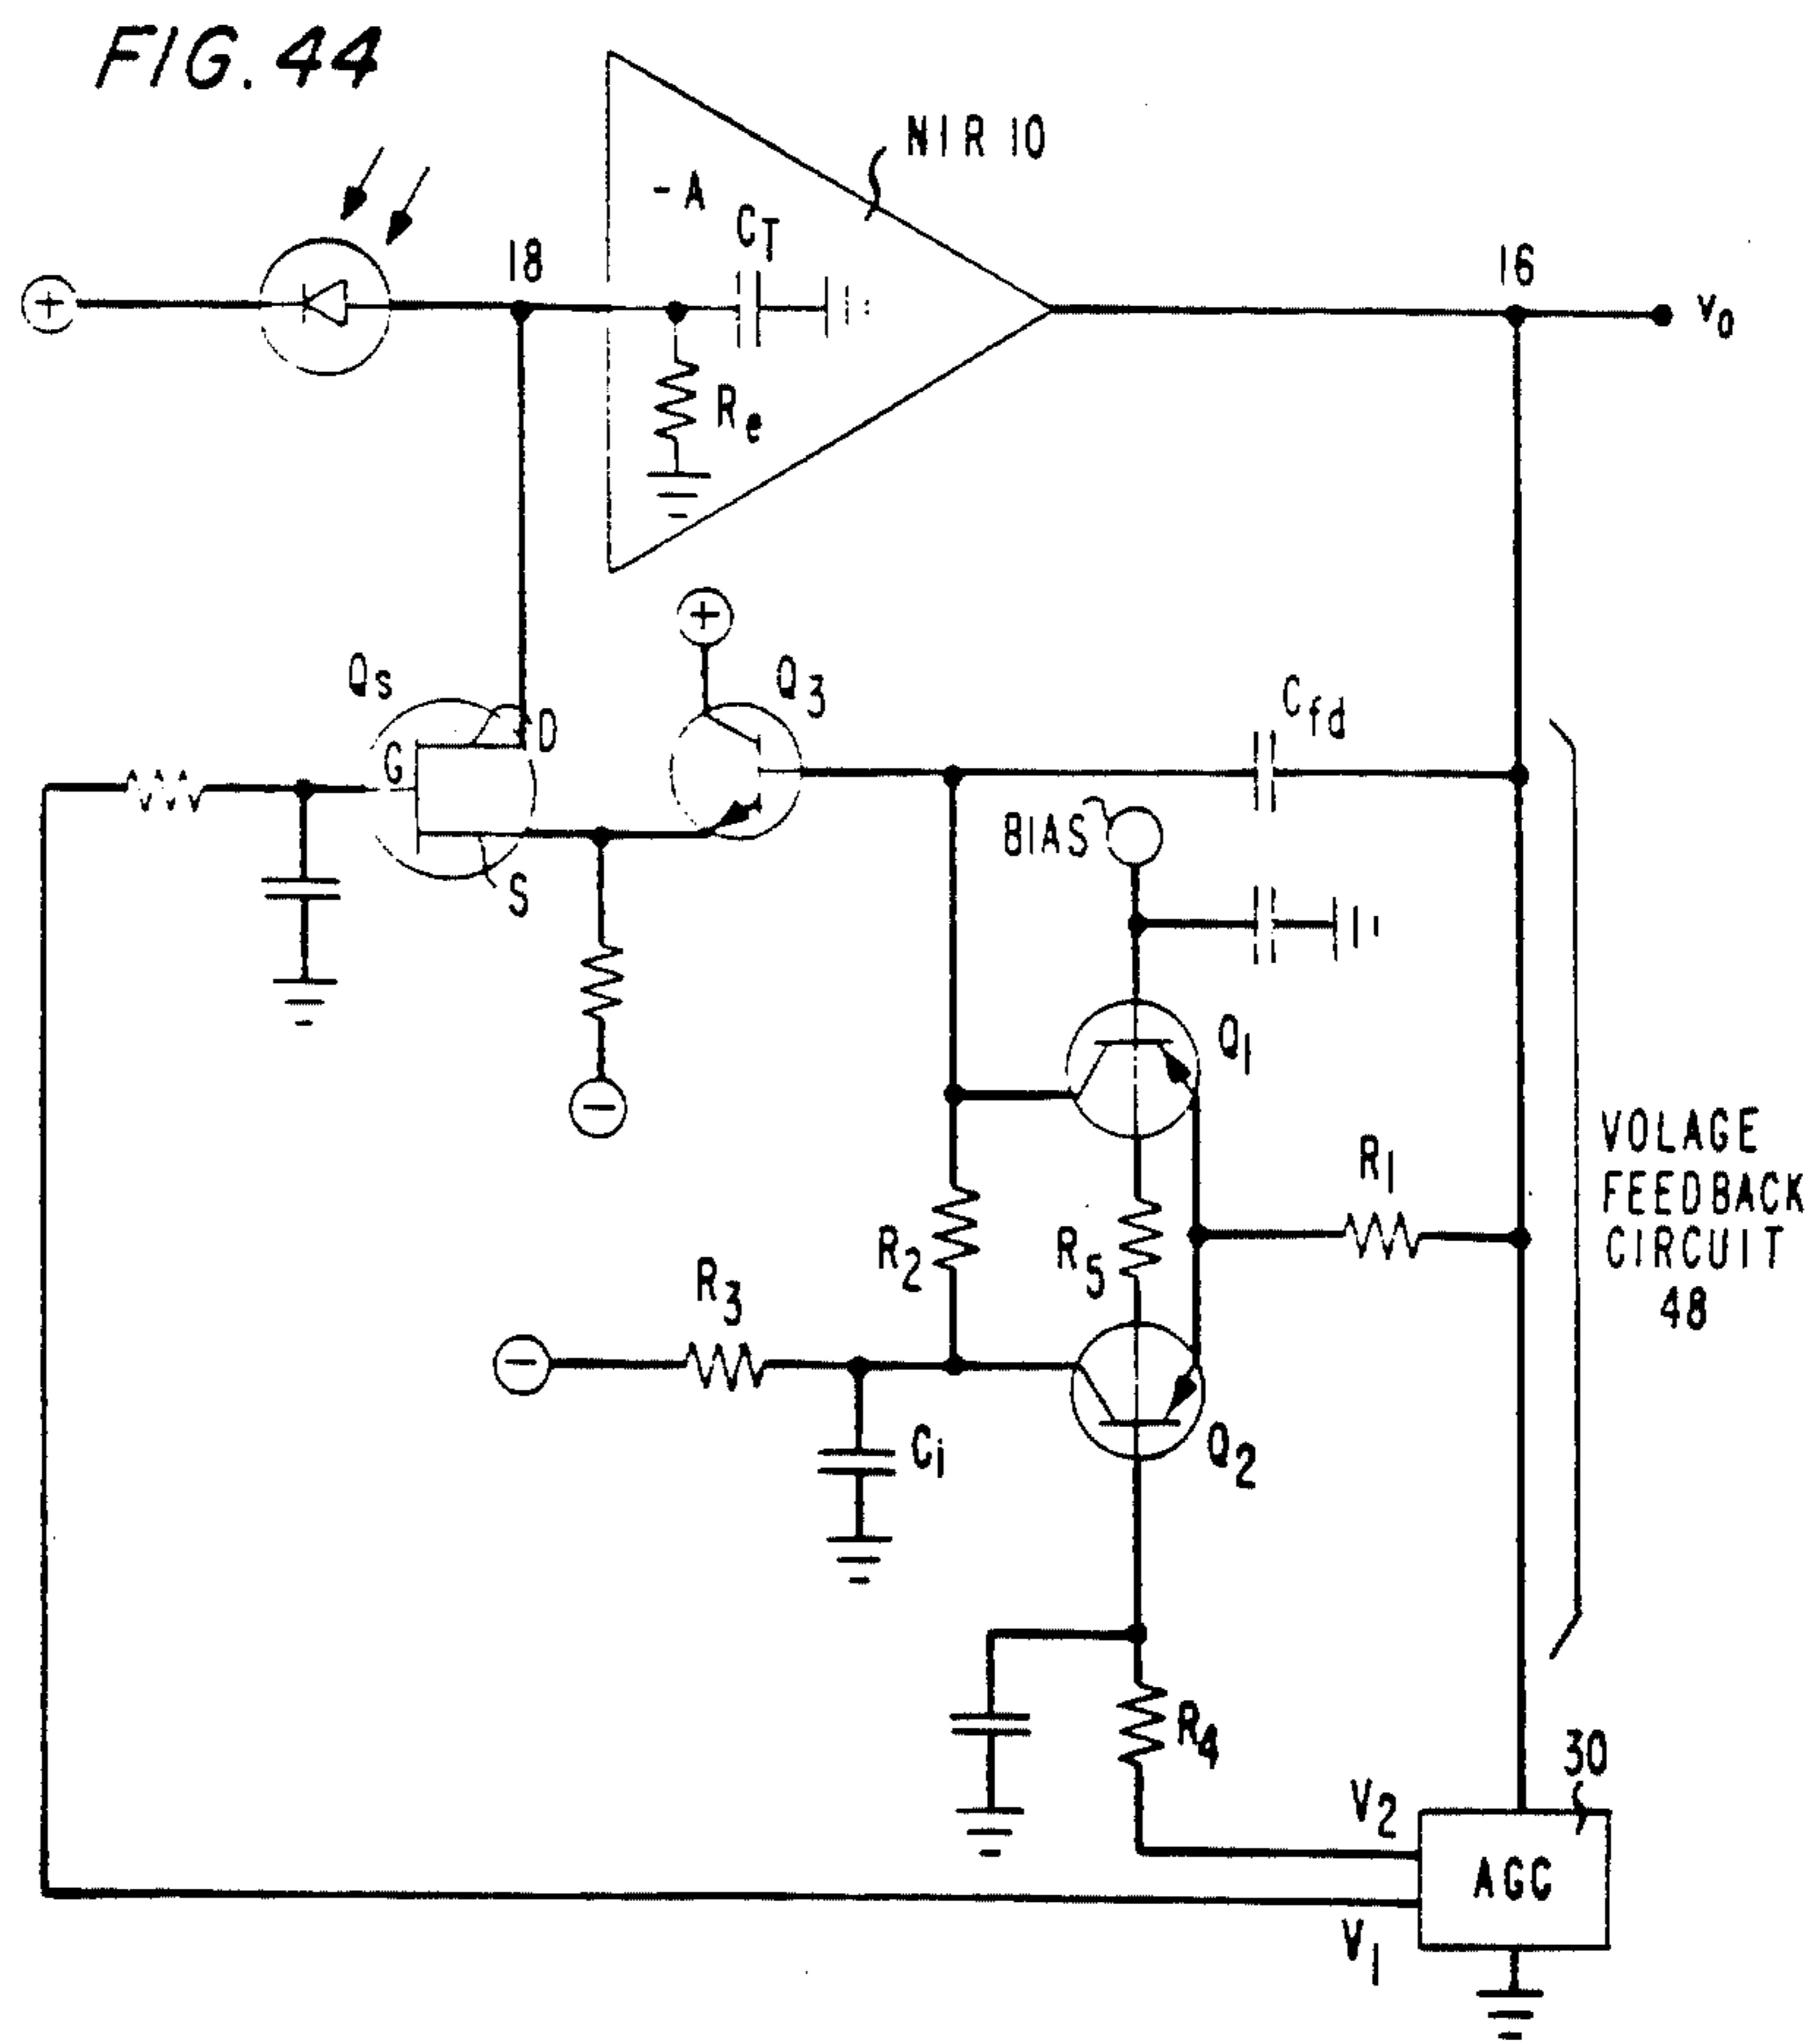 FIG. 44
NIR 10
-A
CT
18
16
vo
Re
Qs
Q3
D
G
Cfd
BIAS
S
Q1
R1
VOLAGE
FEEDBACK
CIRCUIT
48
R2
R5
R3
Ci
Q2
R4
30
V2
AGC
V1